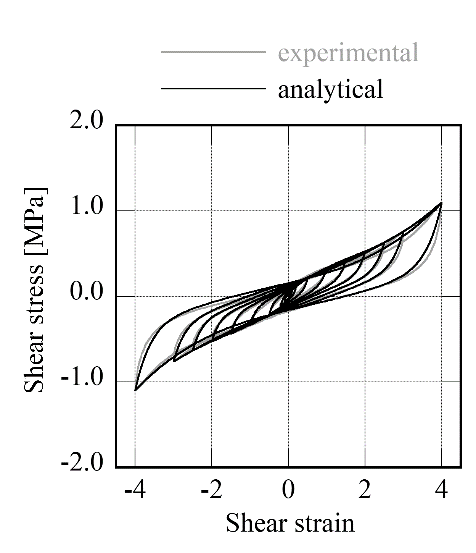 experimental
analytical
2.0
1.0
0.0
-1.0
-2.0
Shear stress [MPa]
-4 -2 0 2 4
Shear strain